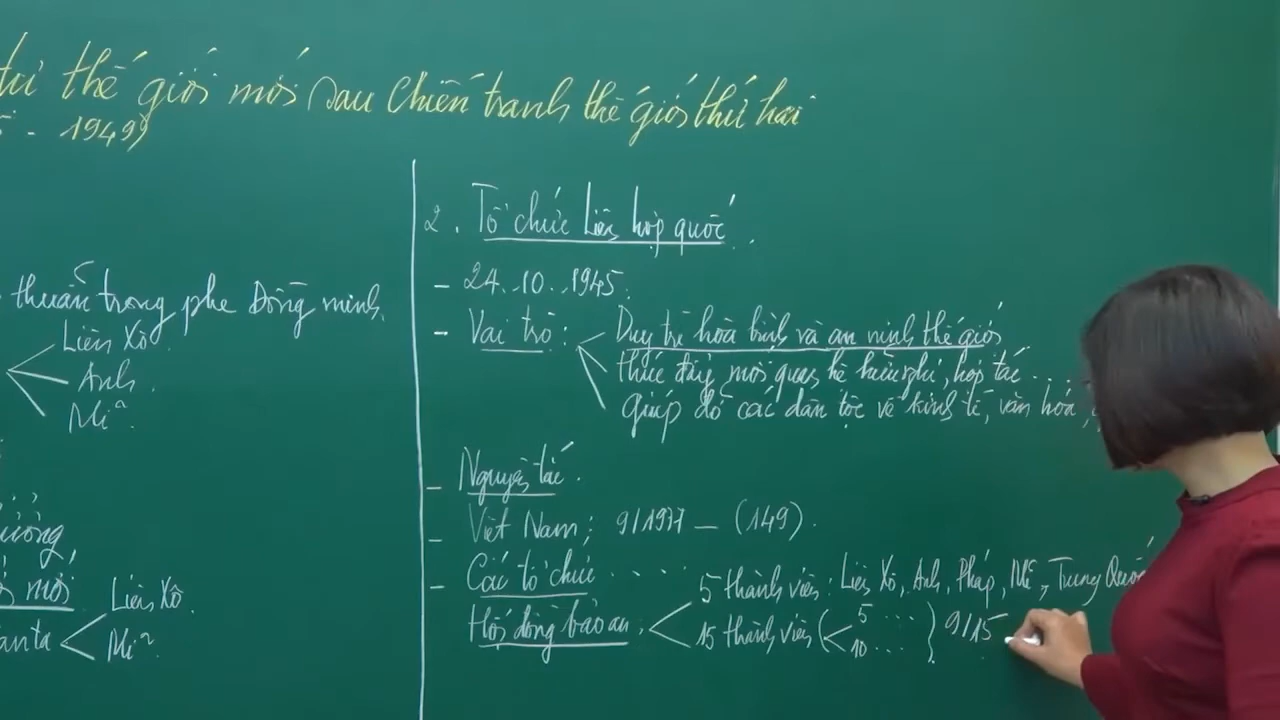 thế giới mới sau chiến tranh thế giới thứ hai
- 1949)
thuẫn trong phe Đồng minh.
Liên Xô.
Anh.
Mĩ.
mới
Liên Xô.
Mĩ.
2. Tổ chức Liên hợp quốc
- 24..10..1945.
- Vai trò:
Duy trì hòa bình và an ninh thế giới.
thúc đẩy mối quan hệ hữu nghị, hợp tác...
giúp đỡ các dân tộc về kinh tế, văn hóa,
- Nguyên tắc.
- Việt Nam; 9/1977 - (149).
- Các tổ chức.....
Hội đồng bảo an:
5 thành viên: Liên Xô, Anh, Pháp, Mĩ, Trung Quốc
15 thành viên ( 5 ....
10 ... } 9/15